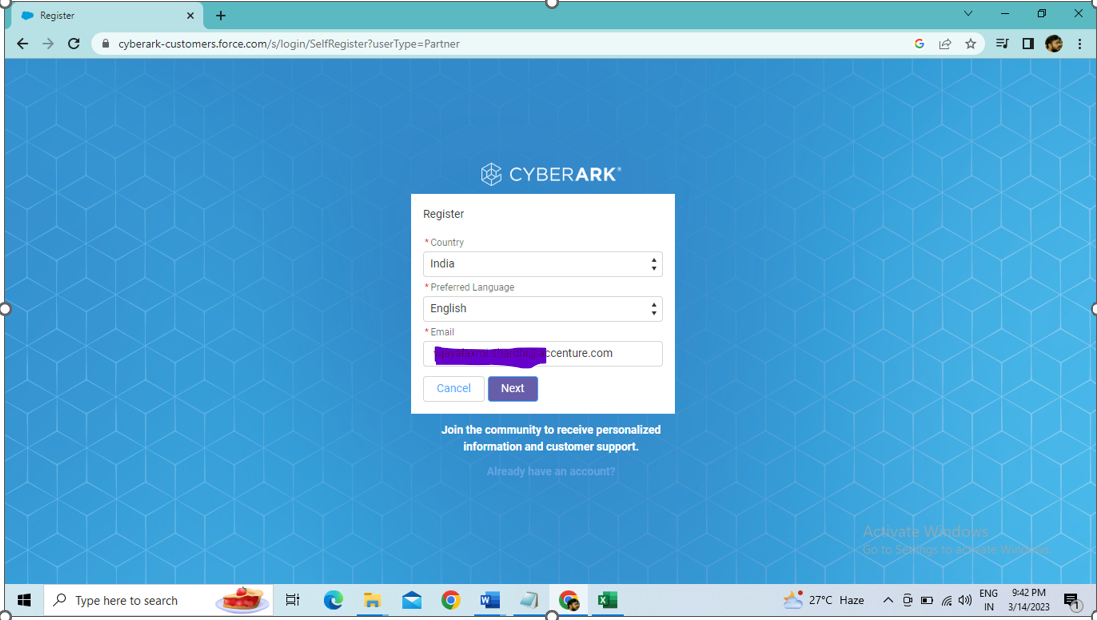 Register
cyberark-customers.force.com/s/login/SelfRegister?userType=Partner
CYBERARK®
Register
* Country
India
* Preferred Language
English
* Email
ccenture.com
Cancel Next
Join the community to receive personalized
information and customer support.
Already have an account?
Activate Windows
Go to Settings to activate Windows.
Type here to search
27°C Haze
ENG
IN
9:42 PM
3/14/2023
1